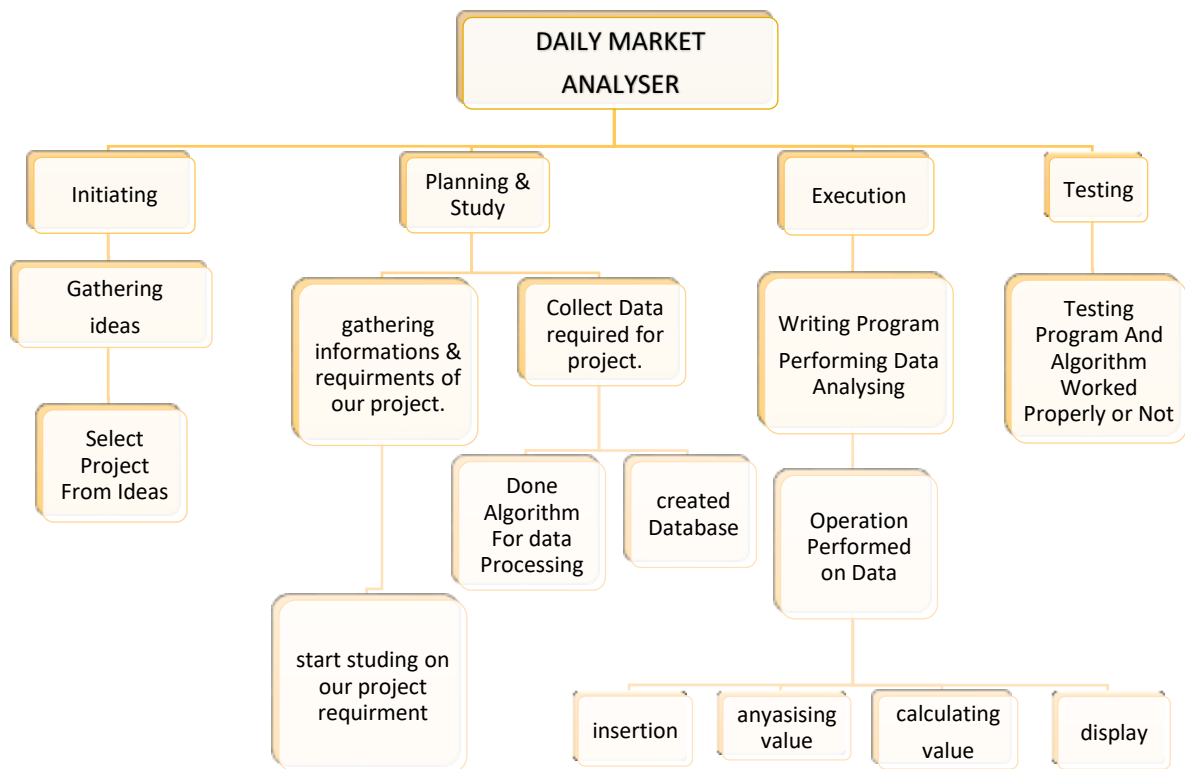 DAILY MARKET
ANALYSER
Initiating
Planning &
Study
Execution
Testing
Gathering
ideas
gathering
informations &
requirments of
our project.
Collect Data
required for
project.
Writing Program
Performing Data
Analysing
Testing
Program And
Algorithm
Worked
Properly or Not
Select
Project
From Ideas
Done
Algorithm
For data
Processing
created
Database
Operation
Performed
on Data
start studing on
our project
requirment
insertion
anyasising
value
calculating
value
display